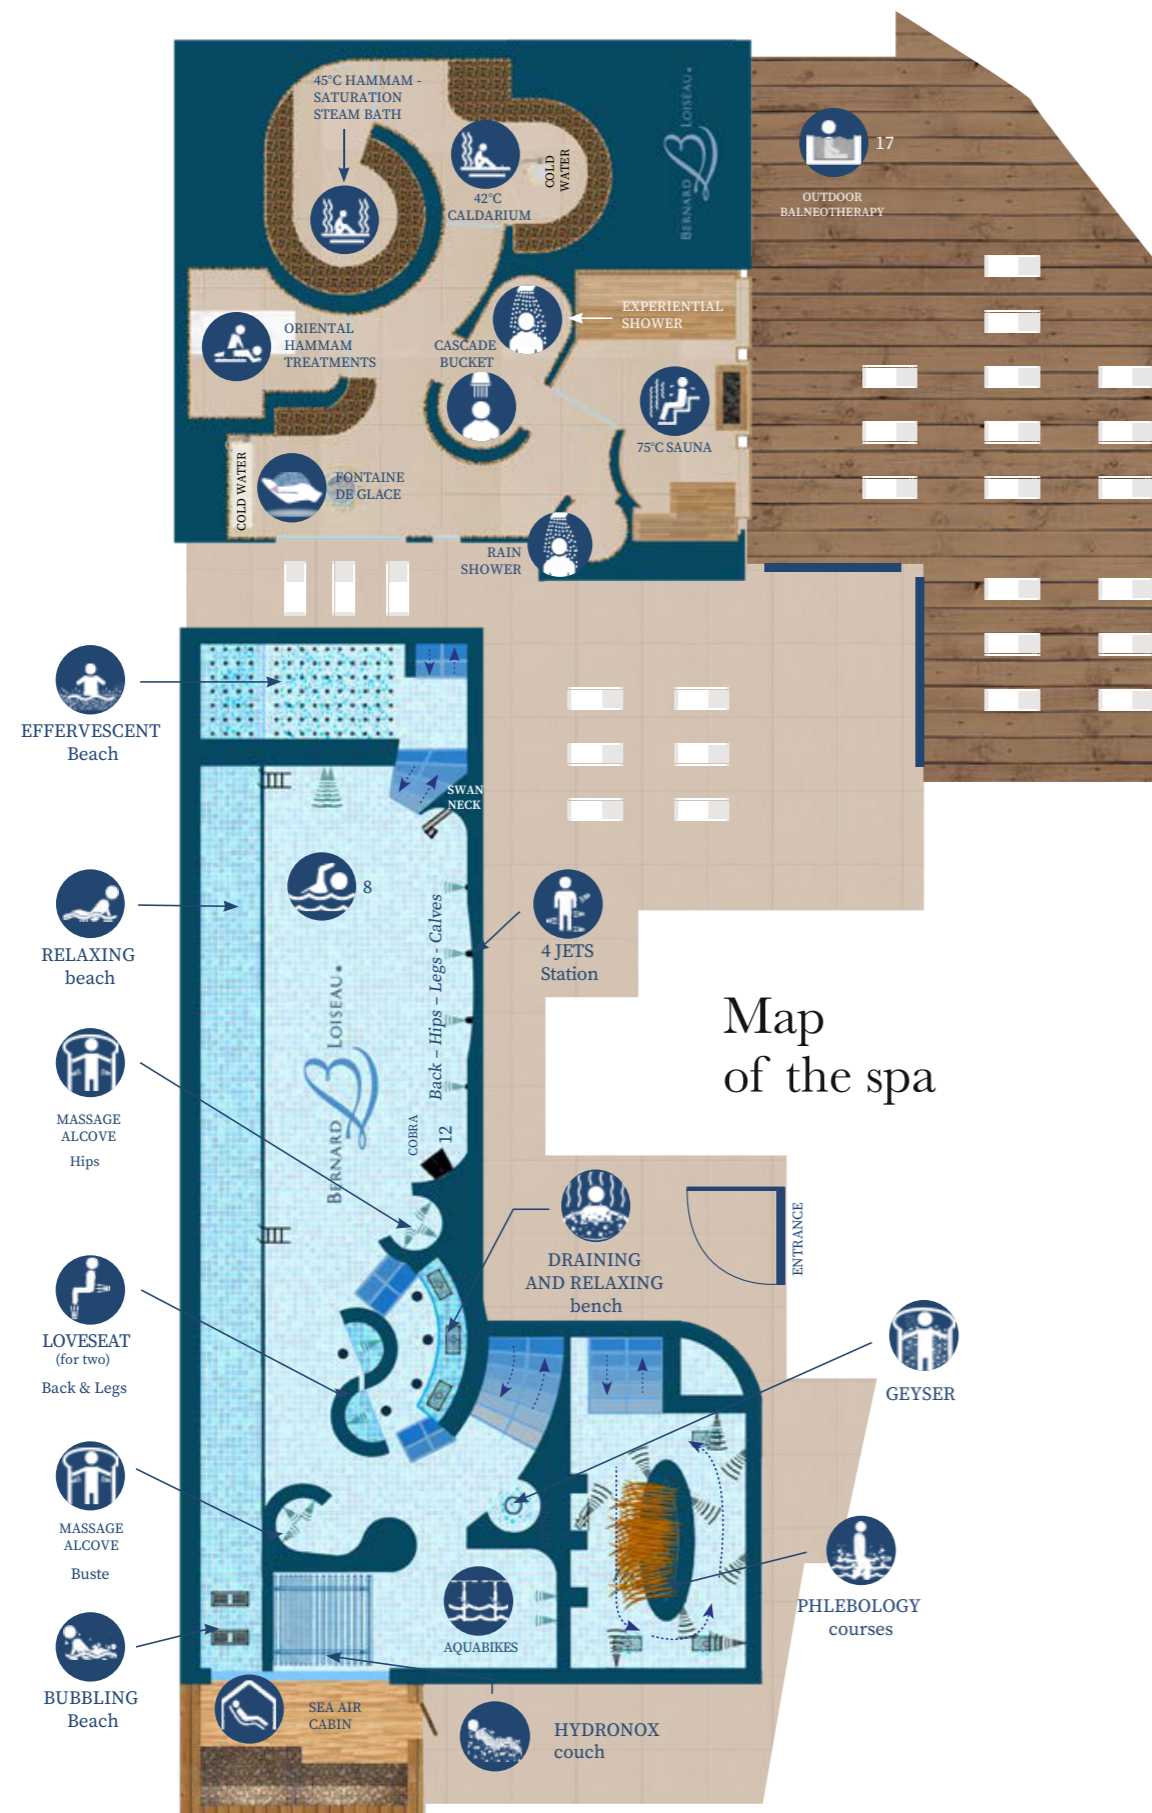 45°C HAMMAM -
SATURATION
STEAM BATH
42°C
CALDARIUM
COLD
WATER
BERNARD LOISEAU
17
OUTDOOR
BALNEOTHERAPY
EXPERIENTIAL
SHOWER
ORIENTAL
HAMMAM
TREATMENTS
CASCADE
BUCKET
75°C SAUNA
COLD WATER
FONTAINE
DE GLACE
RAIN
SHOWER
EFFERVESCENT
Beach
SWAN
NECK
8
RELAXING
beach
Back – Hips – Legs - Calves
4 JETS
Station
BERNARD LOISEAU
Map
of the spa
MASSAGE
ALCOVE
Hips
COBRA
12
DRAINING
AND RELAXING
bench
ENTRANCE
LOVESEAT
(for two)
Back & Legs
GEYSER
MASSAGE
ALCOVE
Buste
AQUABIKES
PHLEBOLOGY
courses
BUBBLING
Beach
SEA AIR
CABIN
HYDRONOX
couch